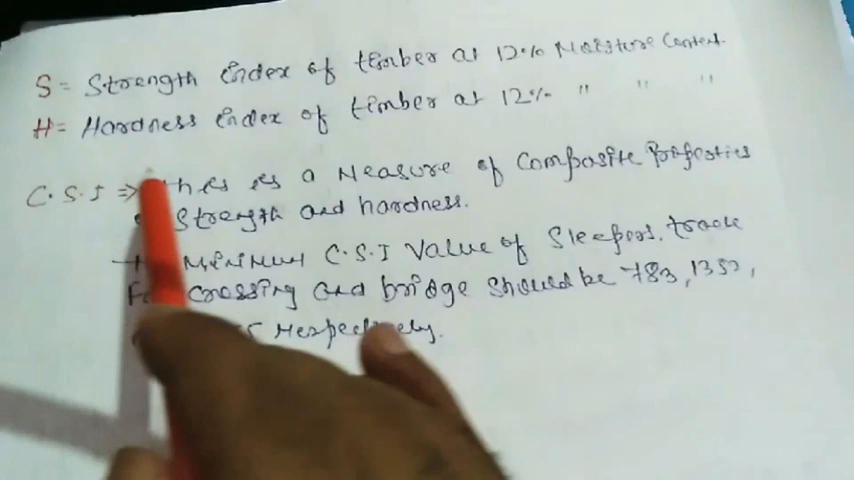 S = Strength index of timber at 12% Moisture Content.
H = Hardness index of timber at 12% " " "
C.S.I => this is a Measure of Composite Properties
strength and hardness.
Minimum C.S.I Value of Sleepers. track
crossing and bridge should be 783, 1352,
respectively.